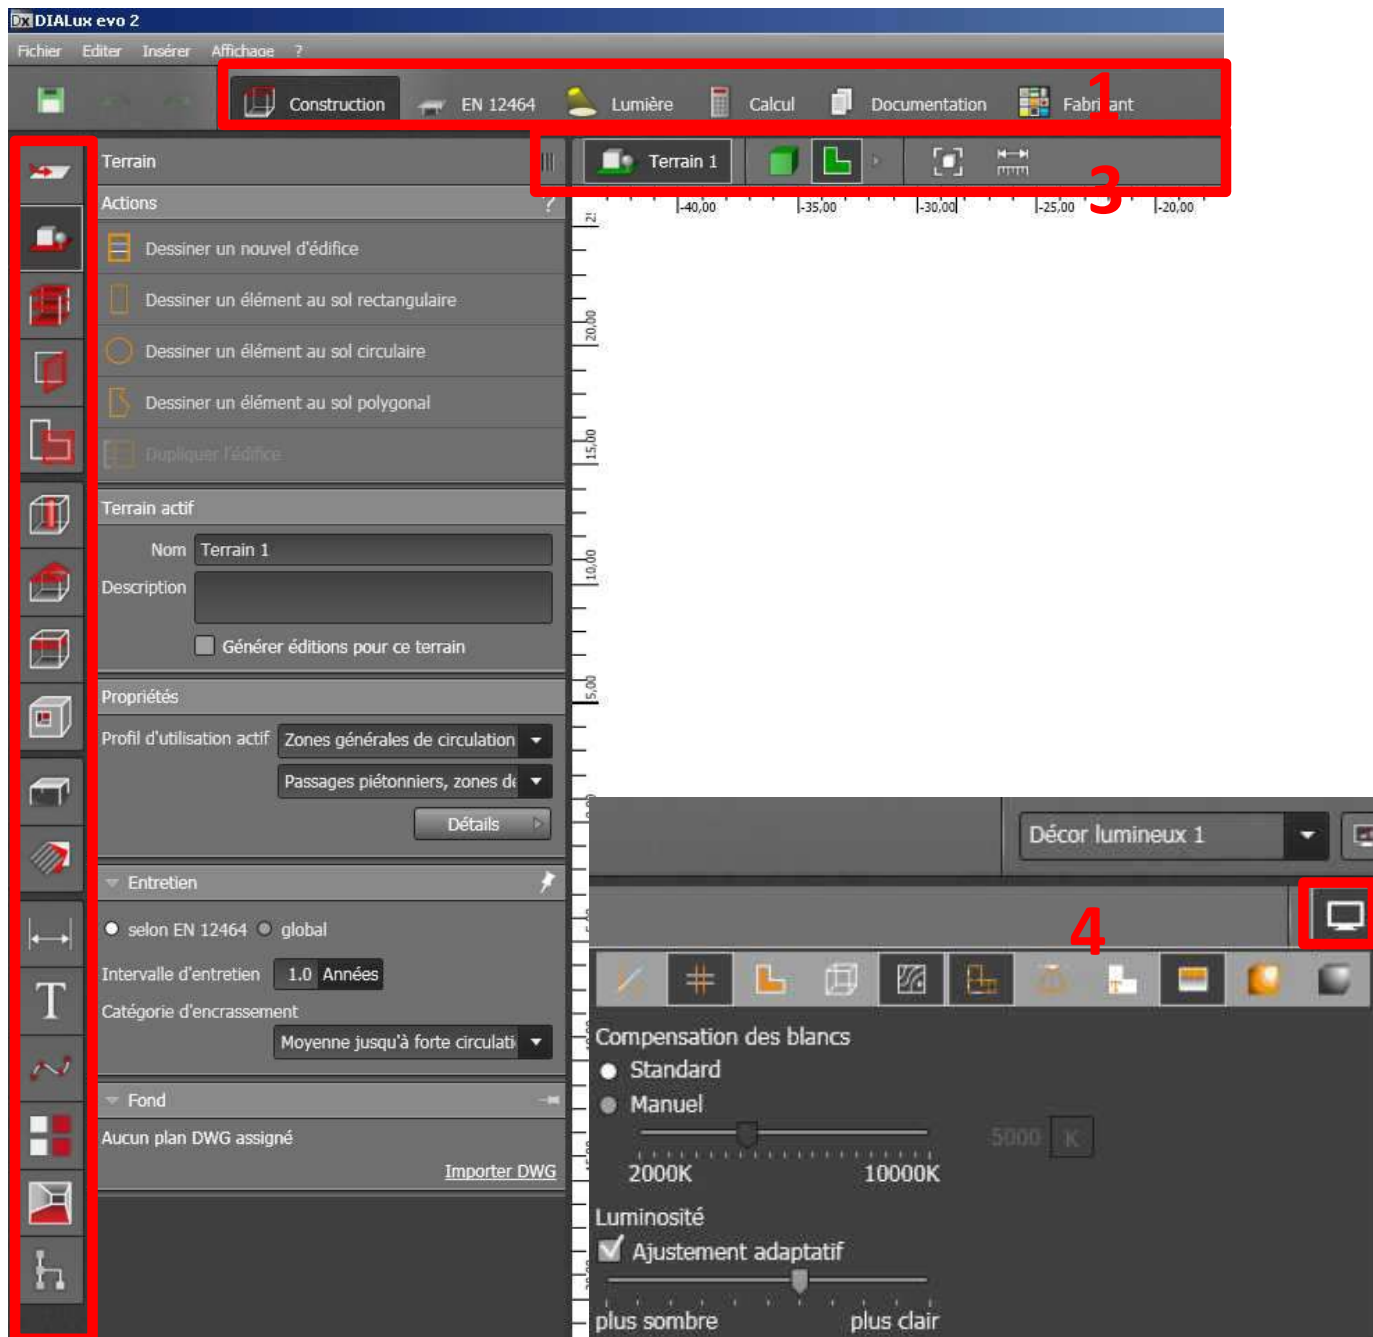 DIALux evo 2
Fichier Editer Insérer Affichage ?
Construction EN 12464 Lumière Calcul Documentation Fabricant
1
Terrain
Terrain 1
3
Actions ?
-40,00 -35,00 -30,00 -25,00 -20,00
Dessiner un nouvel d'édifice
Dessiner un élément au sol rectangulaire
20,00
Dessiner un élément au sol circulaire
Dessiner un élément au sol polygonal
15,00
Dupliquer l'édifice
Terrain actif
Nom Terrain 1
10,00
Description
Générer éditions pour ce terrain
Propriétés
5,00
Profil d'utilisation actif Zones générales de circulation
Passages piétonniers, zones de
Détails
Décor lumineux 1
Entretien
4
selon EN 12464 global
Intervalle d'entretien 1.0 Années
T
Catégorie d'encrassement
Moyenne jusqu'à forte circulati
Compensation des blancs
Standard
Manuel
5000 K
2000K 10000K
Fond
Aucun plan DWG assigné
Importer DWG
Luminosité
Ajustement adaptatif
plus sombre plus clair